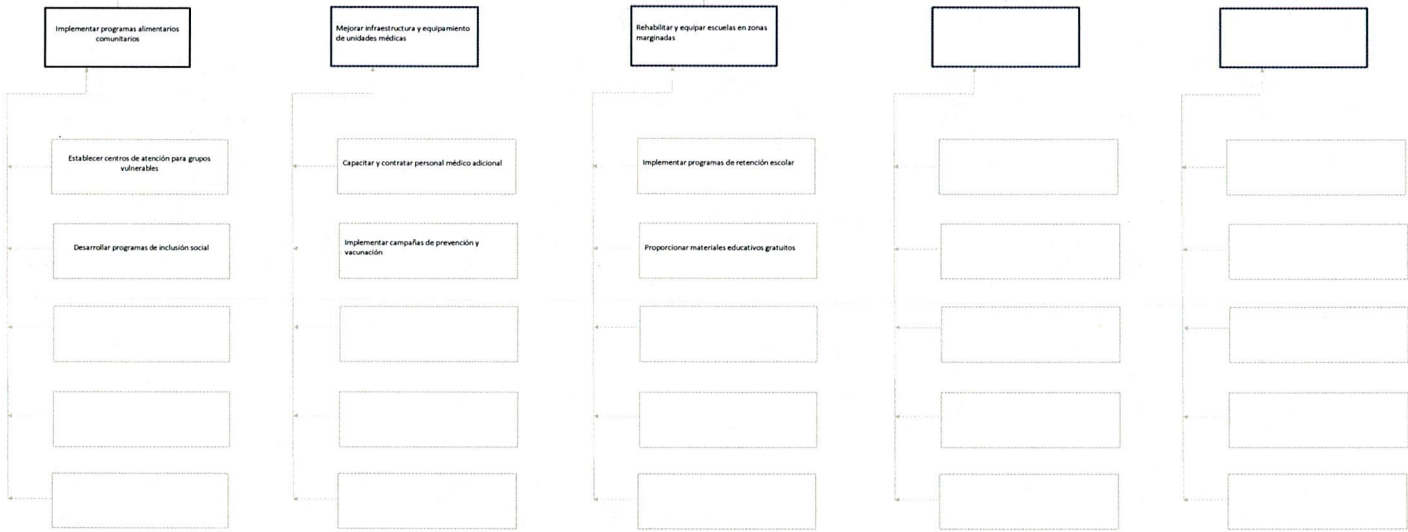 Implementar programas alimentarios
comunitarios
Mejorar infraestructura y equipamiento
de unidades médicas
Rehabilitar y equipar escuelas en zonas
marginadas
Establecer centros de atención para grupos
vulnerables
Capacitar y contratar personal médico adicional
Implementar programas de retención escolar
Desarrollar programas de inclusión social
Implementar campañas de prevención y
vacunación
Proporcionar materiales educativos gratuitos